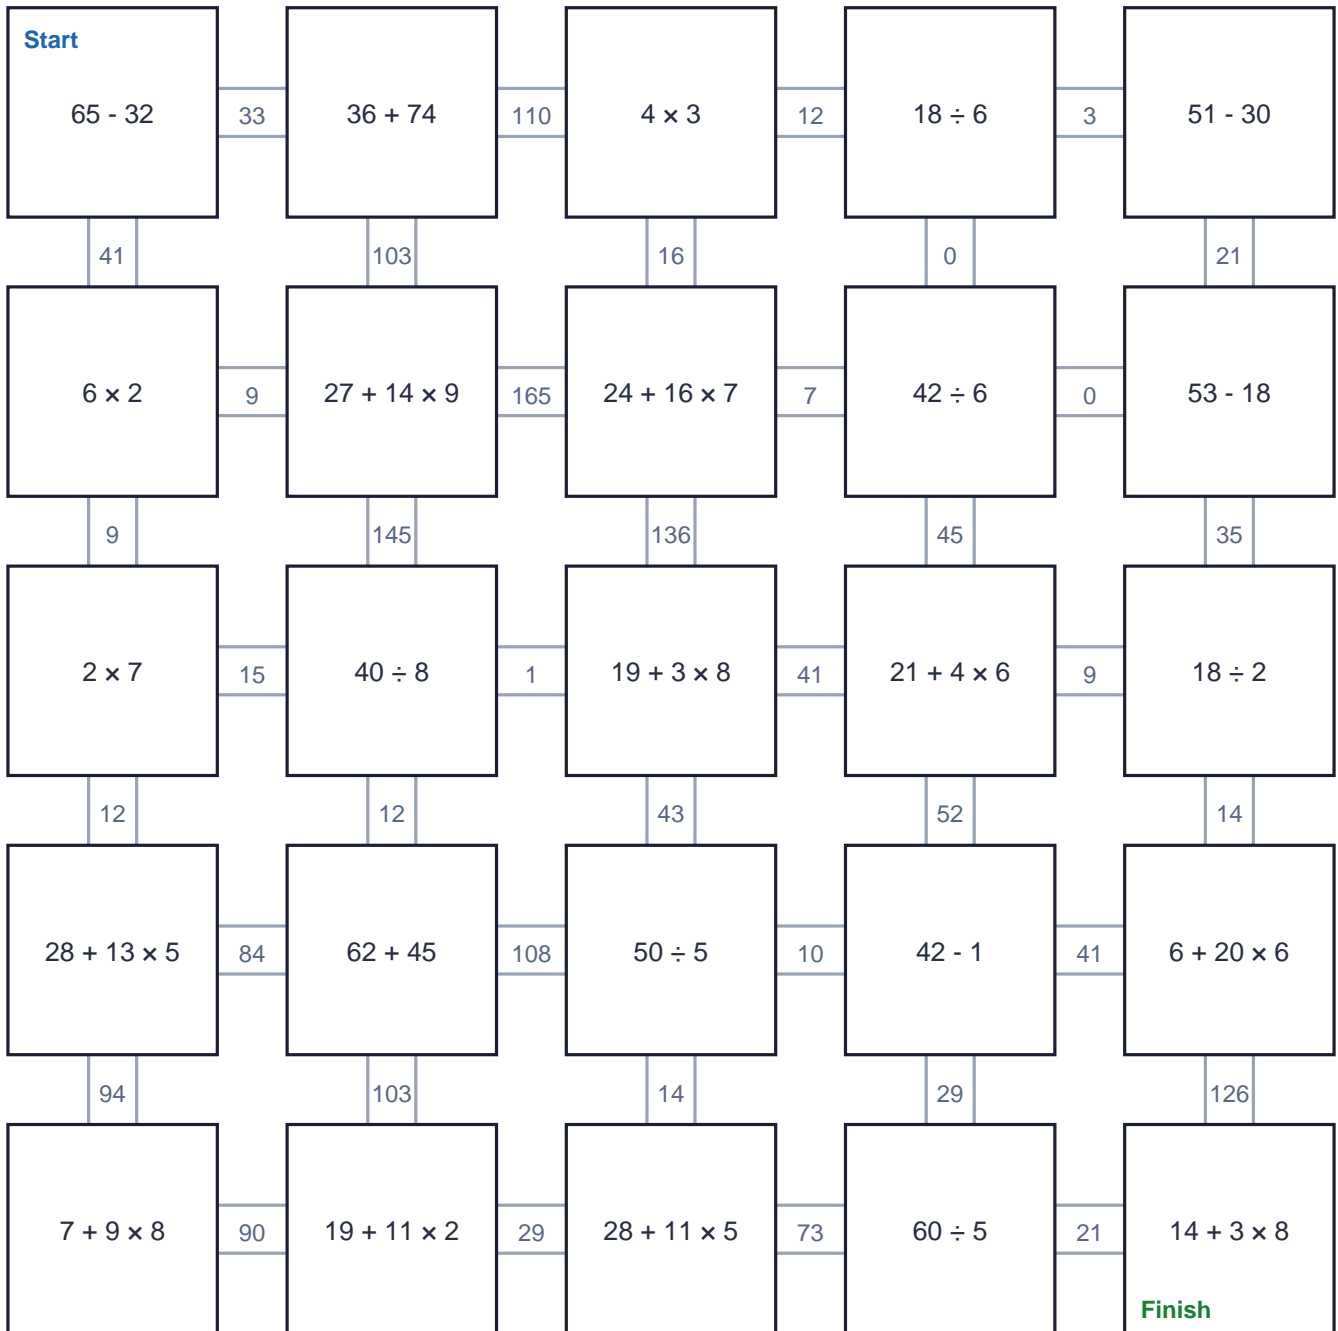 Start
65 - 32 33 36 + 74 110 4 × 3 12 18 ÷ 6 3 51 - 30
41 103 16 0 21
6 × 2 9 27 + 14 × 9 165 24 + 16 × 7 7 42 ÷ 6 0 53 - 18
9 145 136 45 35
2 × 7 15 40 ÷ 8 1 19 + 3 × 8 41 21 + 4 × 6 9 18 ÷ 2
12 12 43 52 14
28 + 13 × 5 84 62 + 45 108 50 ÷ 5 10 42 - 1 41 6 + 20 × 6
94 103 14 29 126
7 + 9 × 8 90 19 + 11 × 2 29 28 + 11 × 5 73 60 ÷ 5 21 14 + 3 × 8
Finish